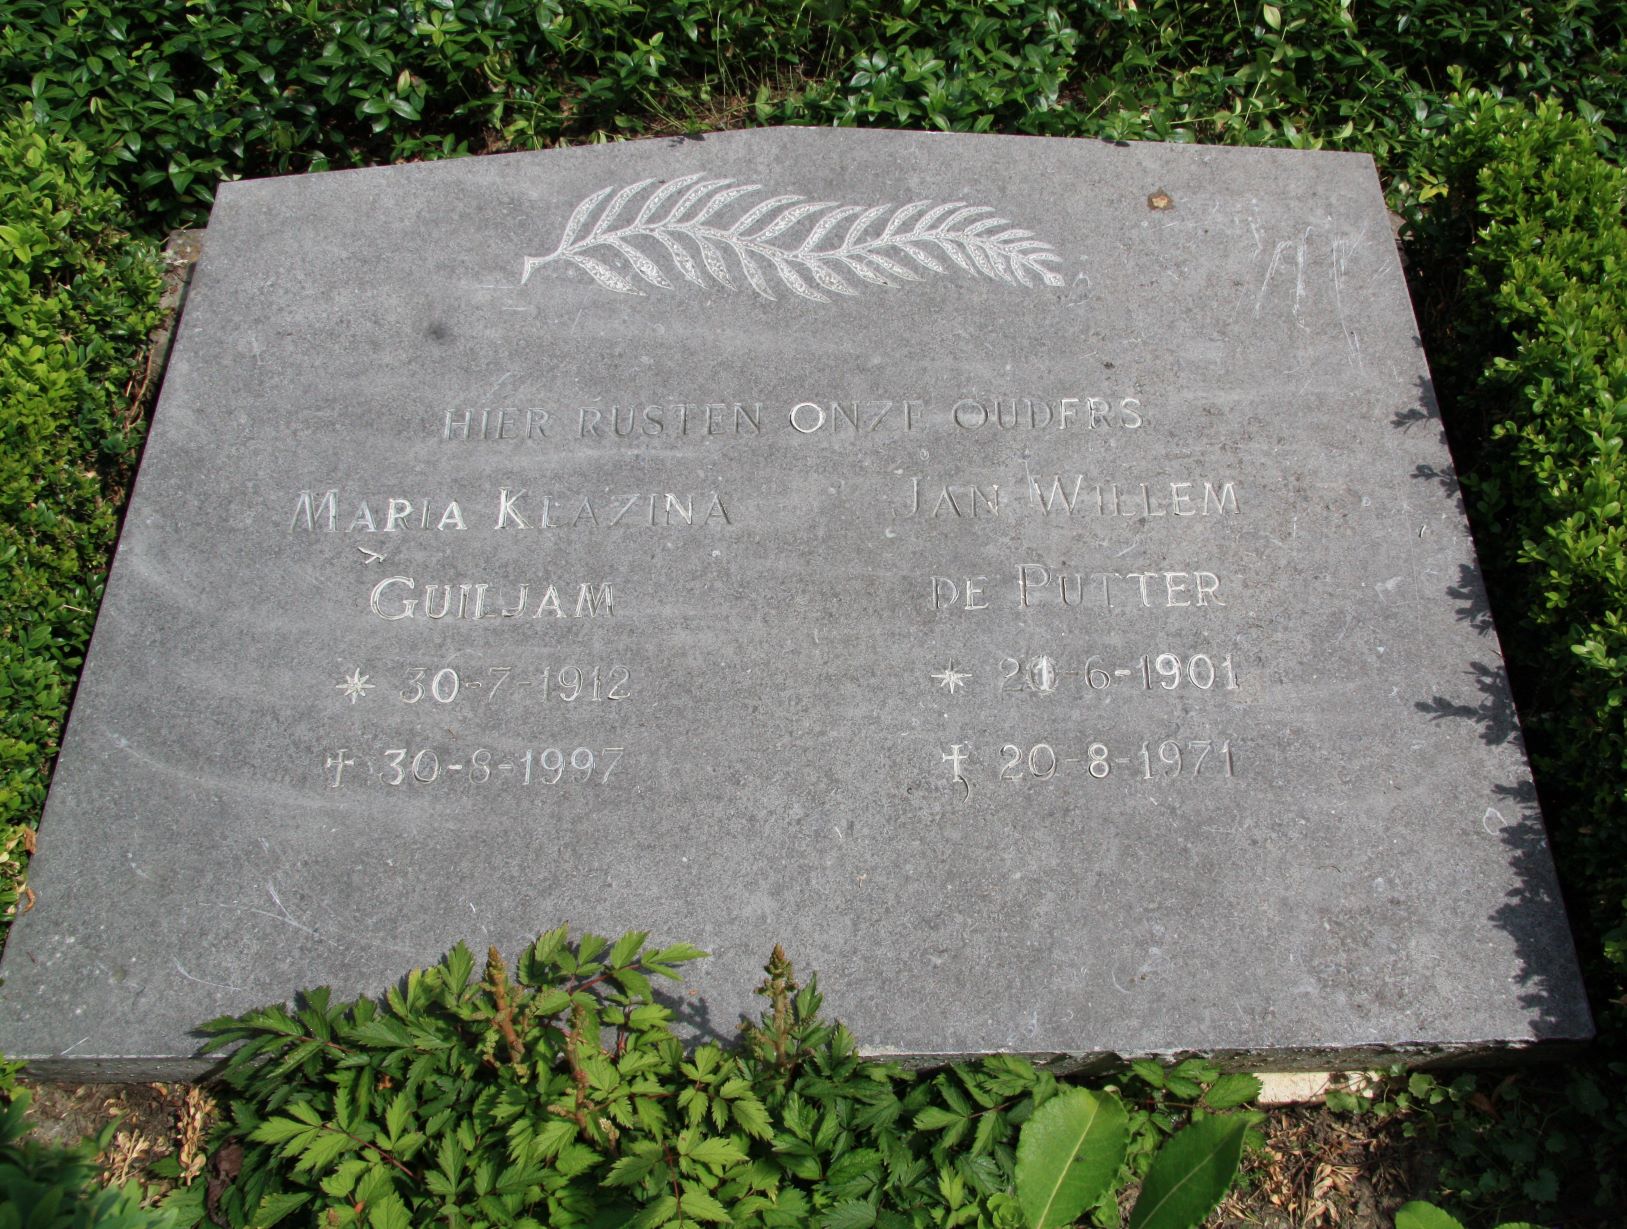 HIER RUSTEN ONZE OUDERS
MARIA KLAZINA
GUILJAM
* 30-7-1912
† 30-8-1997
JAN WILLEM
DE PUTTER
* 21-6-1901
† 20-8-1971